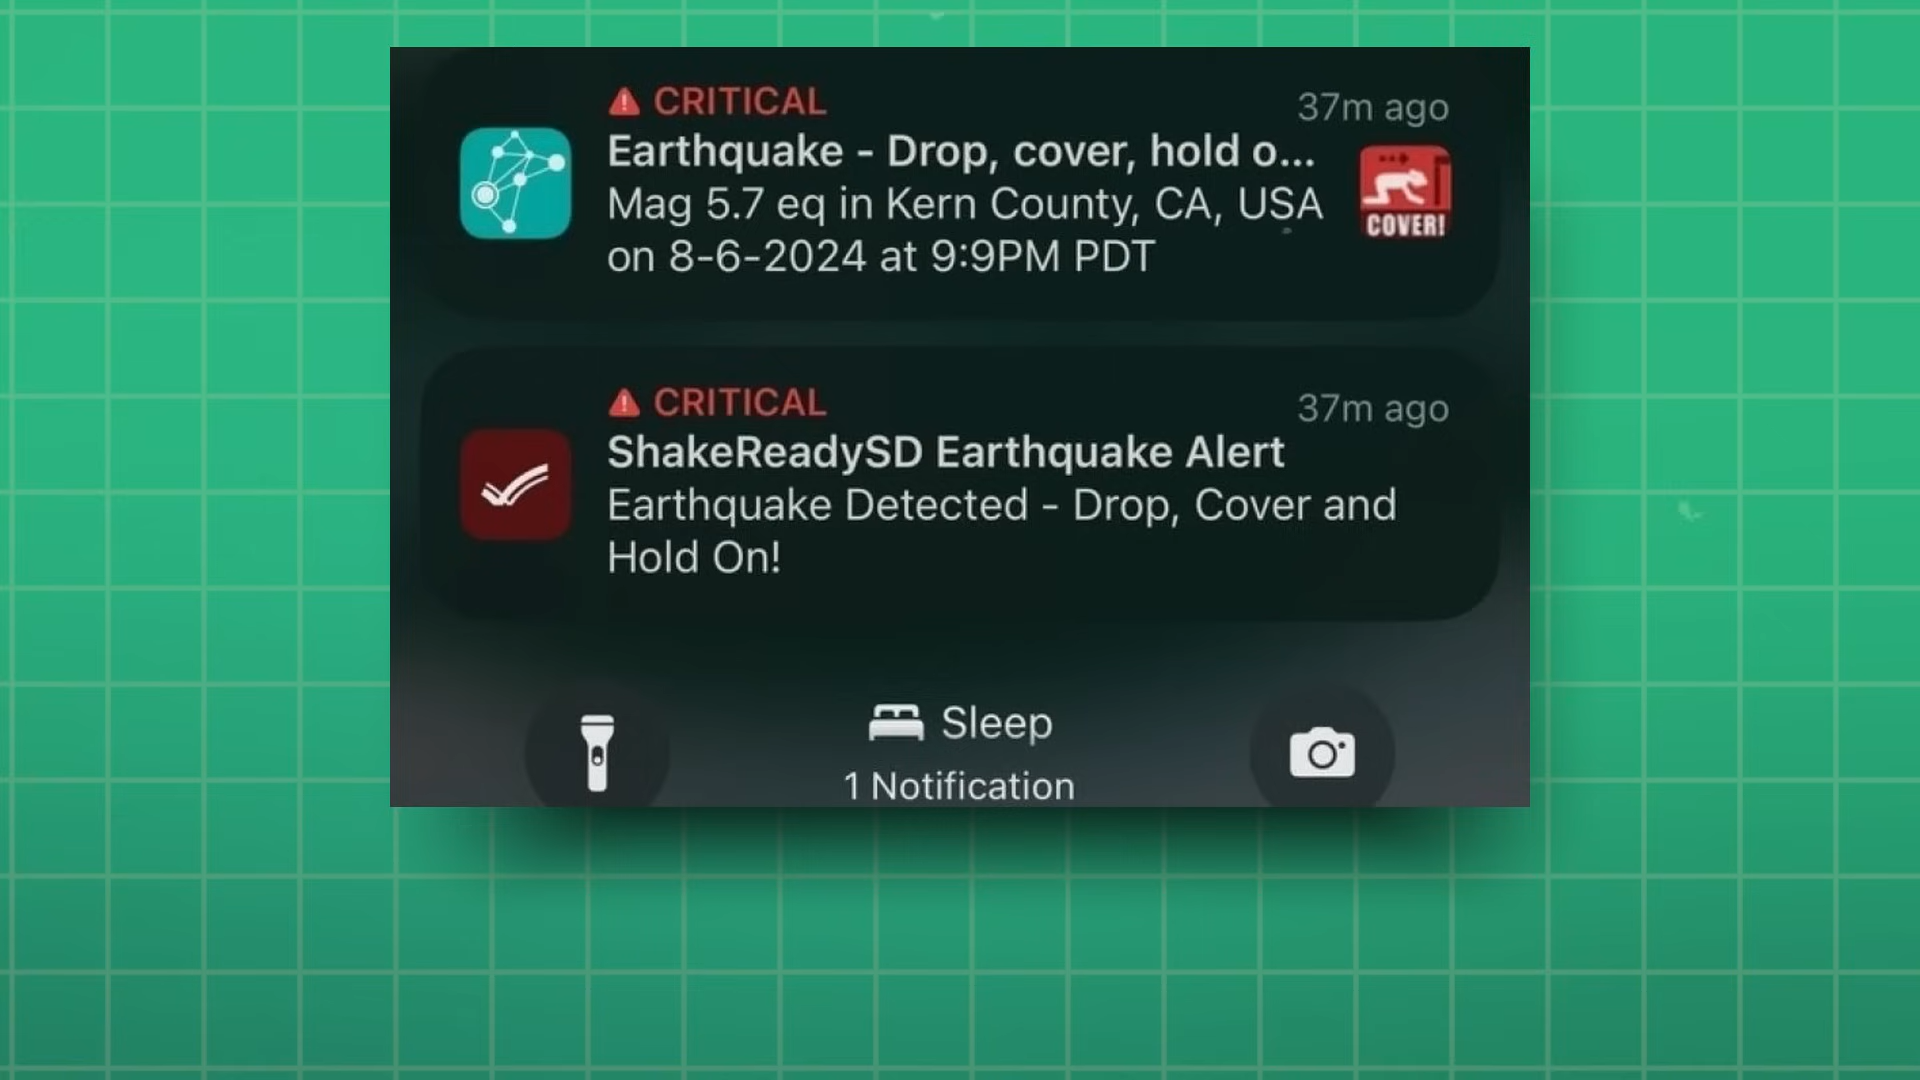 CRITICAL
37m ago
Earthquake - Drop, cover, hold o...
Mag 5.7 eq in Kern County, CA, USA
on 8-6-2024 at 9:9PM PDT
COVER!
CRITICAL
37m ago
ShakeReadySD Earthquake Alert
Earthquake Detected - Drop, Cover and
Hold On!
Sleep
1 Notification